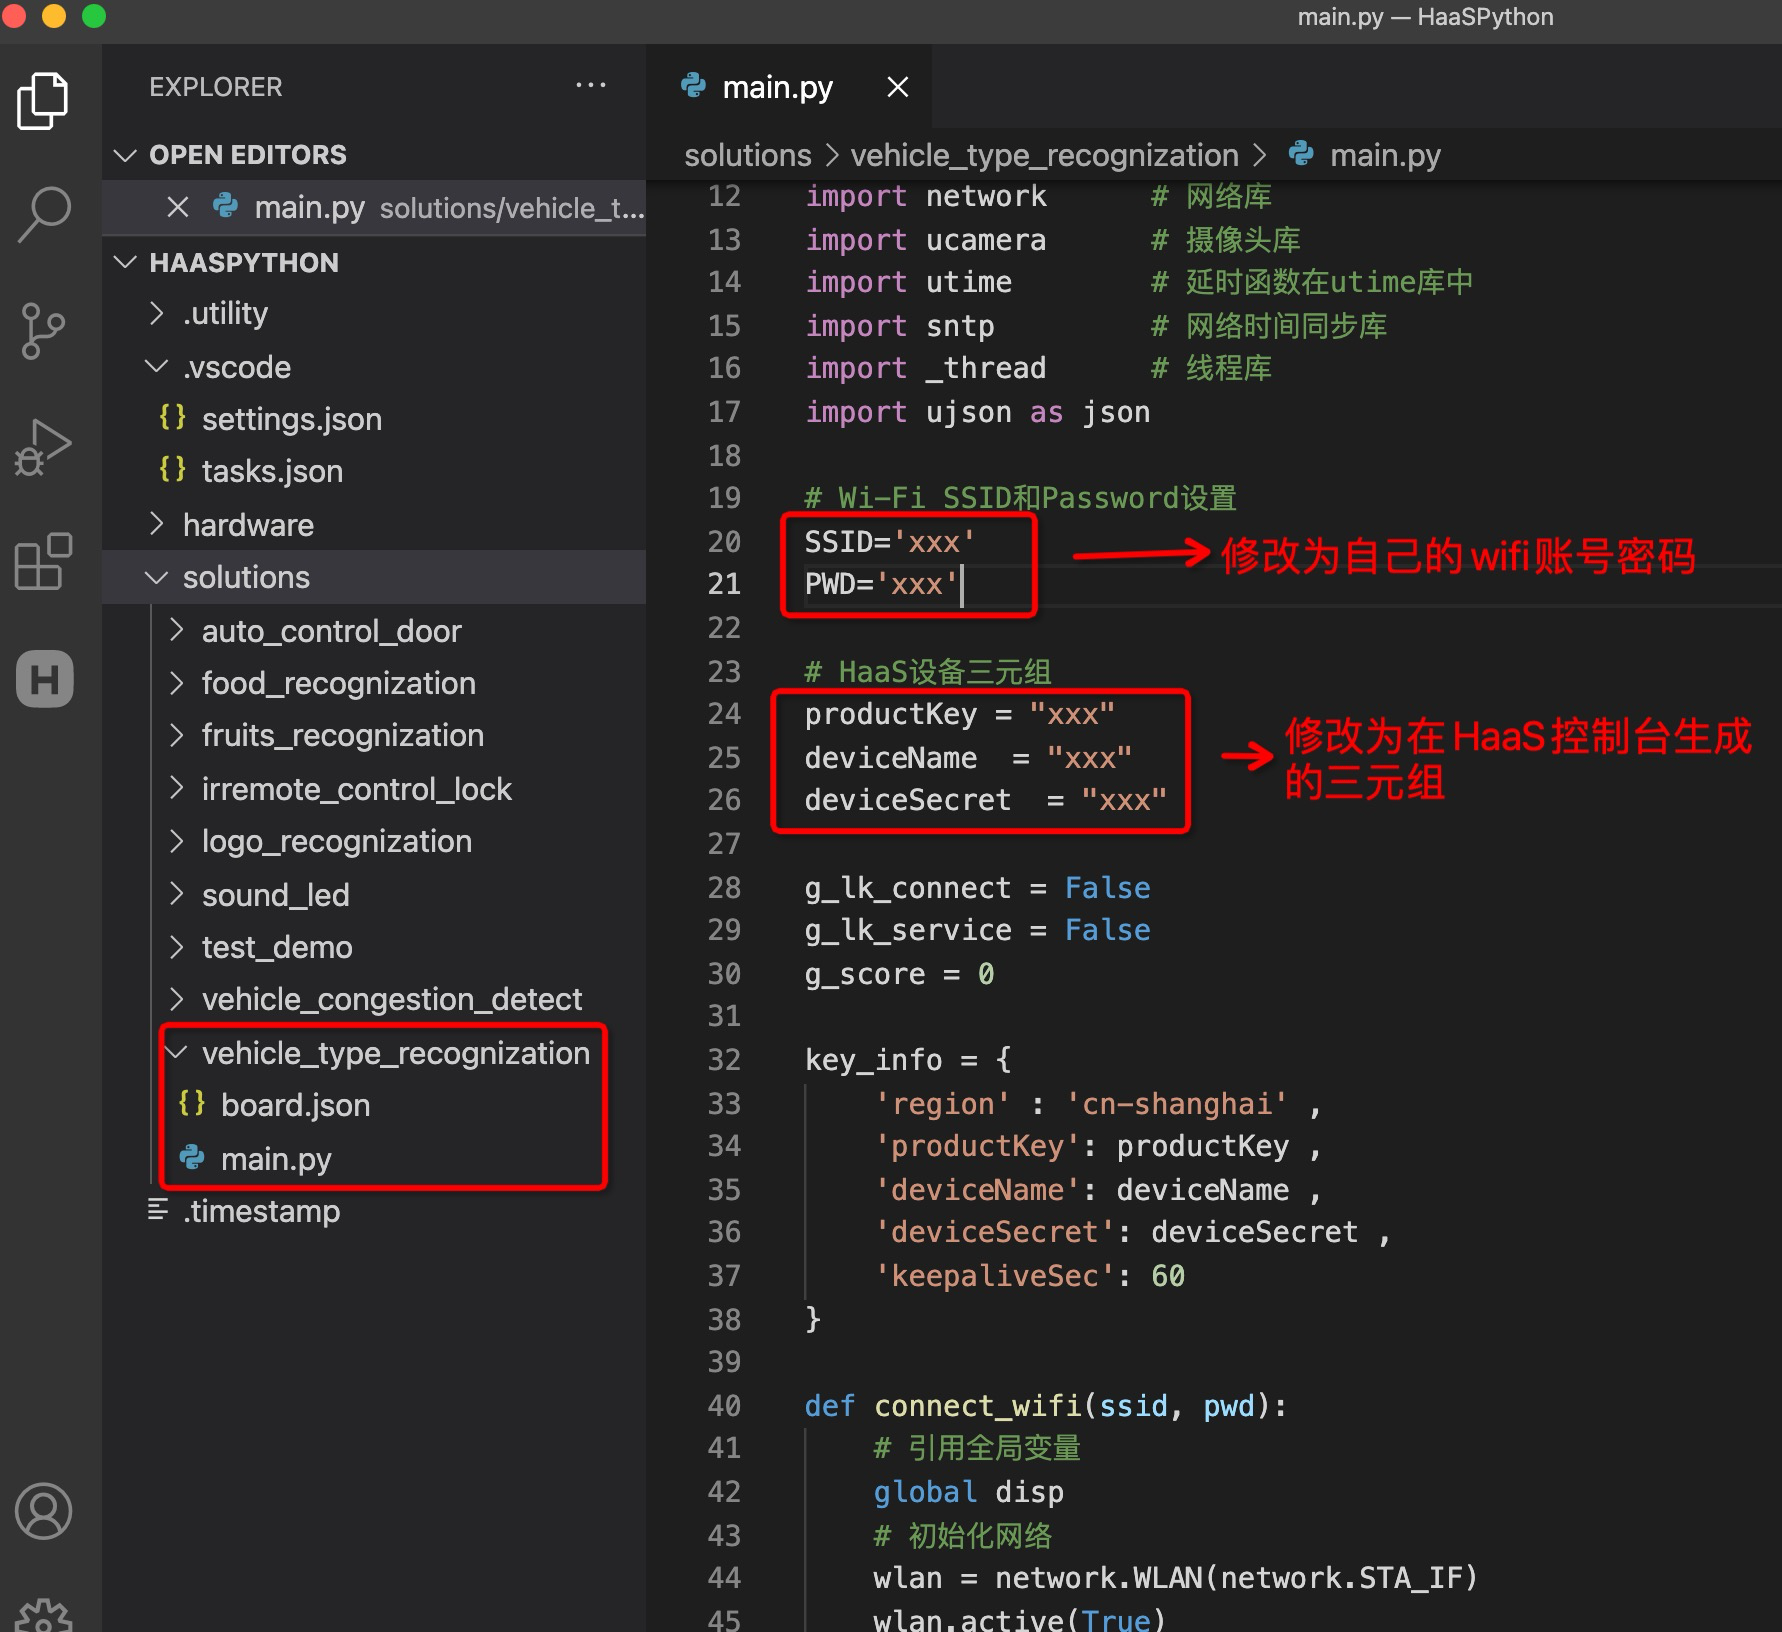 main.py — HaaSPython
EXPLORER
OPEN EDITORS
main.py solutions/vehicle_t...
HAASPYTHON
.utility
.vscode
{} settings.json
{} tasks.json
hardware
solutions
auto_control_door
food_recognization
fruits_recognization
irremote_control_lock
logo_recognization
sound_led
test_demo
vehicle_congestion_detect
vehicle_type_recognization
{} board.json
main.py
.timestamp
H
main.py
solutions > vehicle_type_recognization > main.py
12 import network # 网络库
13 import ucamera # 摄像头库
14 import utime # 延时函数在utime库中
15 import sntp # 网络时间同步库
16 import _thread # 线程库
17 import ujson as json
18
19 # Wi-Fi SSID和Password设置
20 SSID='xxx'
21 PWD='xxx'
修改为自己的wifi账号密码
22
23 # HaaS设备三元组
24 productKey = "xxx"
25 deviceName = "xxx"
26 deviceSecret = "xxx"
修改为在HaaS控制台生成
的三元组
27
28 g_lk_connect = False
29 g_lk_service = False
30 g_score = 0
31
32 key_info = {
33 'region' : 'cn-shanghai' ,
34 'productKey': productKey ,
35 'deviceName': deviceName ,
36 'deviceSecret': deviceSecret ,
37 'keepaliveSec': 60
38 }
39
40 def connect_wifi(ssid, pwd):
41 # 引用全局变量
42 global disp
43 # 初始化网络
44 wlan = network.WLAN(network.STA_IF)
45 wlan.active(True)